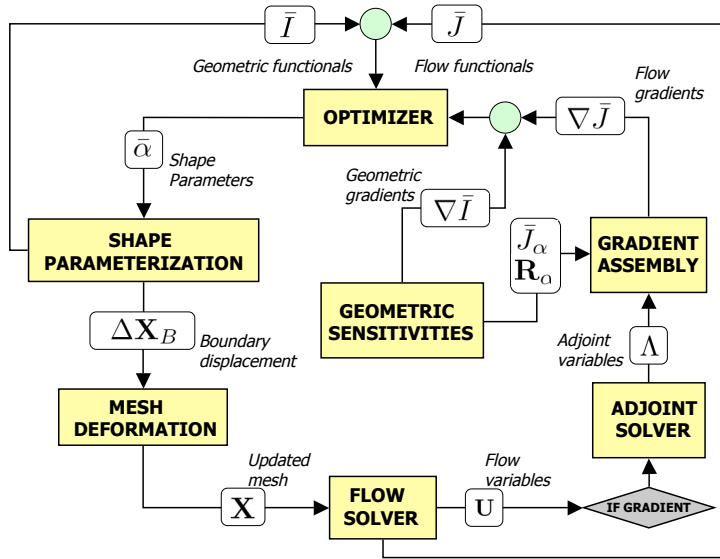 Ī
J̄
Geometric functionals
Flow functionals
Flow
gradients
OPTIMIZER
∇J̄
ᾱ
Shape
Parameters
Geometric
gradients
∇Ī
SHAPE
PARAMETERIZATION
J̄α
Rα
GRADIENT
ASSEMBLY
GEOMETRIC
SENSITIVITIES
ΔX_B
Boundary
displacement
Adjoint
variables
Λ
MESH
DEFORMATION
ADJOINT
SOLVER
Updated
mesh
X
FLOW
SOLVER
Flow
variables
U
IF GRADIENT